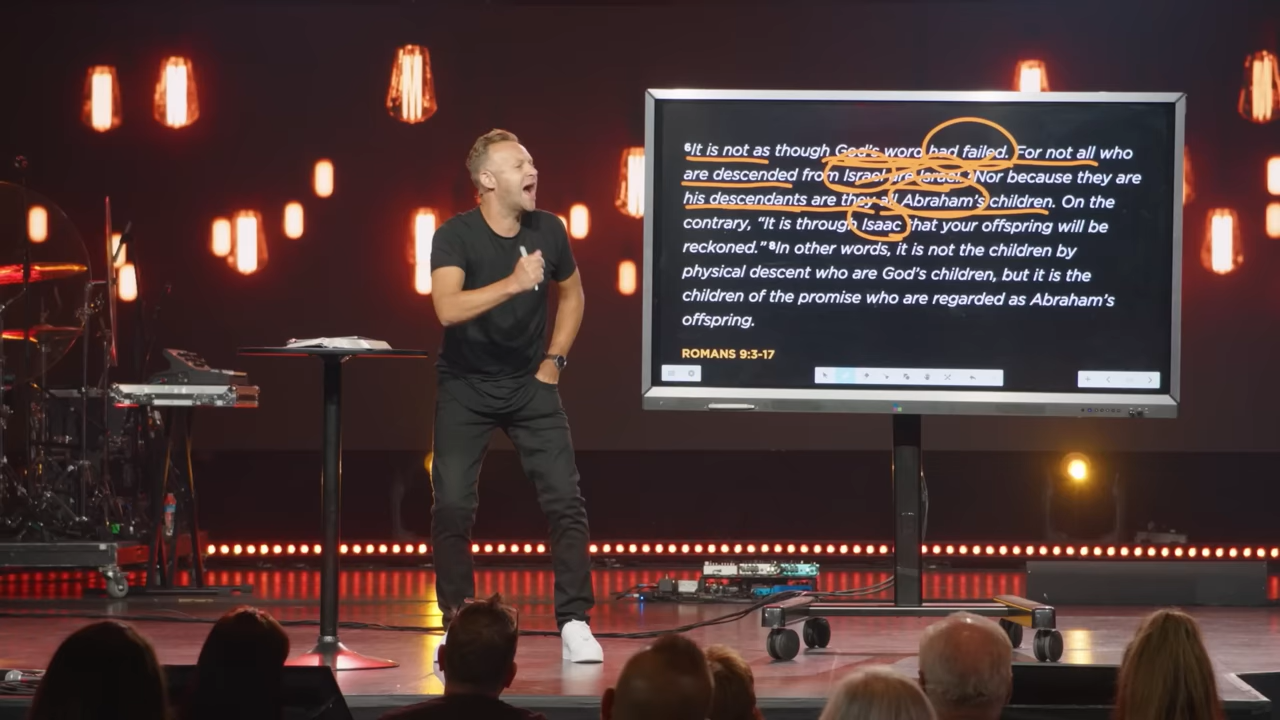 ⁶It is not as though God's word had failed. For not all who
are descended from Israel are Israel. ⁷Nor because they are
his descendants are they all Abraham's children. On the
contrary, “It is through Isaac that your offspring will be
reckoned.” ⁸In other words, it is not the children by
physical descent who are God's children, but it is the
children of the promise who are regarded as Abraham's
offspring.
ROMANS 9:3-17